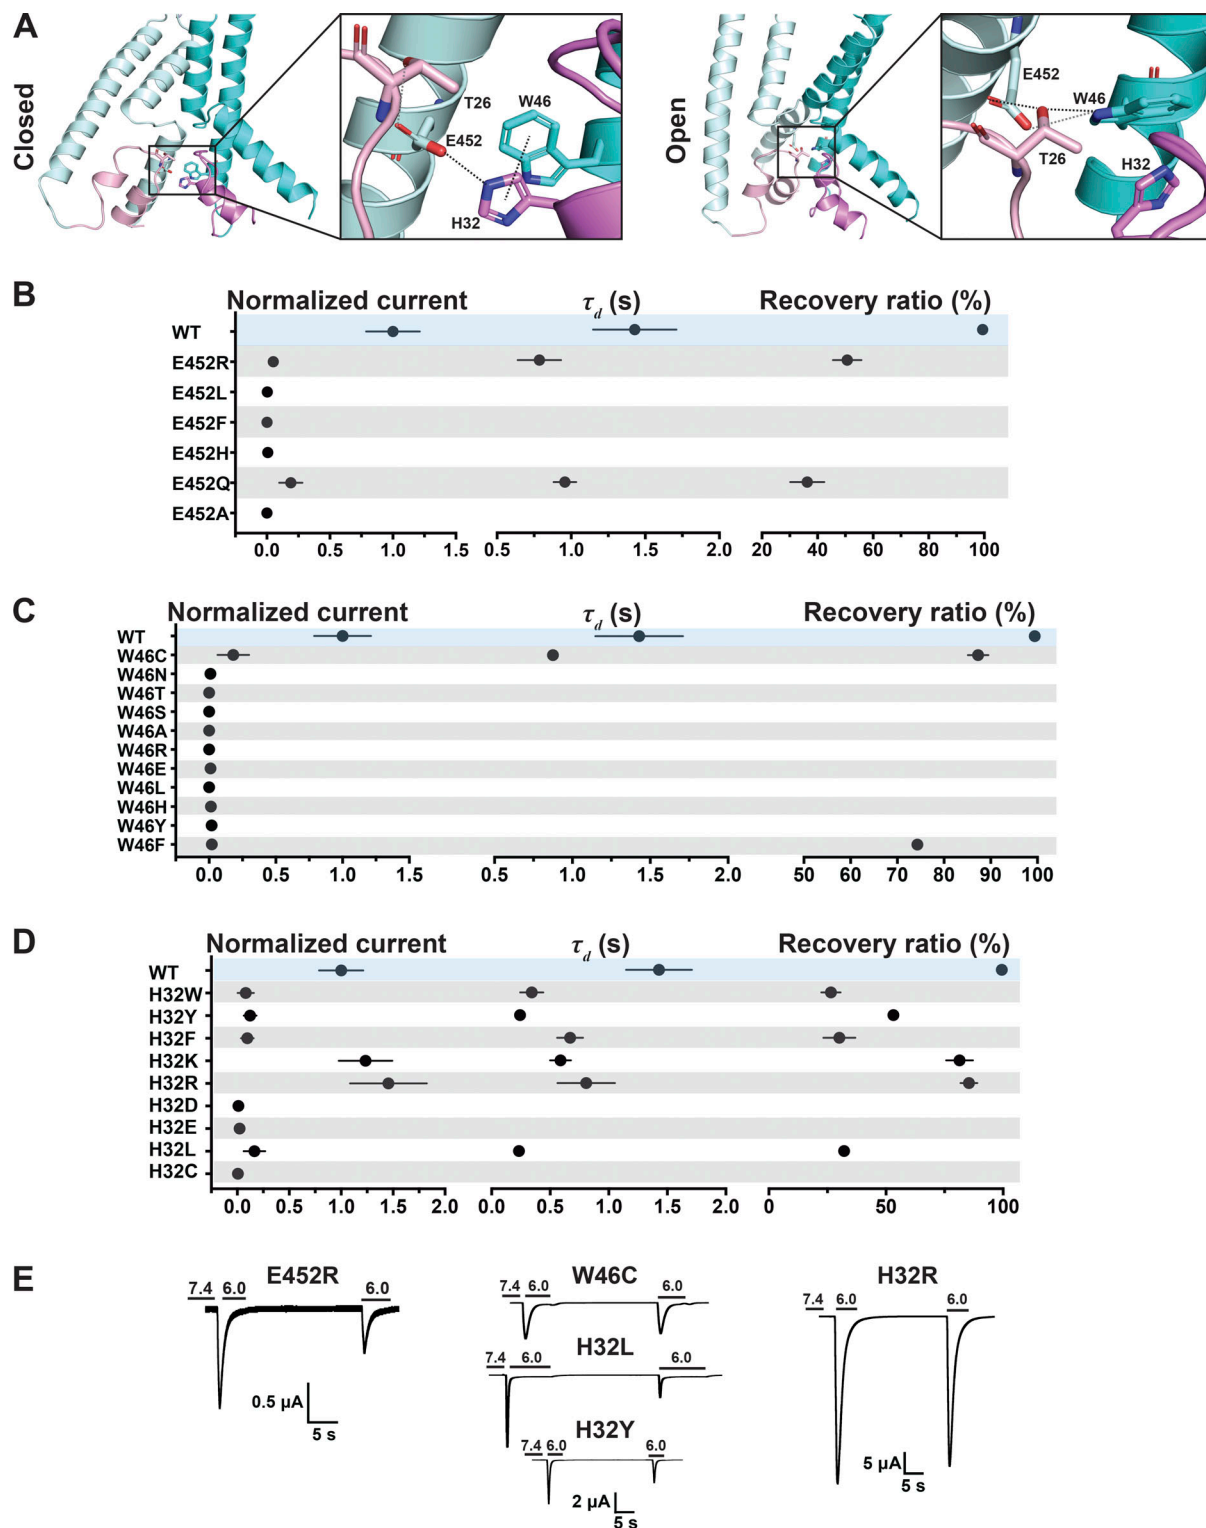 A
Closed
T26
W46
E452
H32
Open
E452
W46
T26
H32
B
Normalized current
τd (s)
Recovery ratio (%)
WT
E452R
E452L
E452F
E452H
E452Q
E452A
0.0 0.5 1.0 1.5
0.5 1.0 1.5 2.0
20 40 60 80 100
C
Normalized current
τd (s)
Recovery ratio (%)
WT
W46C
W46N
W46T
W46S
W46A
W46R
W46E
W46L
W46H
W46Y
W46F
0.0 0.5 1.0 1.5
0.5 1.0 1.5 2.0
50 60 70 80 90 100
D
Normalized current
τd (s)
Recovery ratio (%)
WT
H32W
H32Y
H32F
H32K
H32R
H32D
H32E
H32L
H32C
0.0 0.5 1.0 1.5 2.0
0.0 0.5 1.0 1.5 2.0
0 50 100
E
E452R
7.4 6.0 6.0
0.5 µA
5 s
W46C
7.4 6.0 6.0
H32L
7.4 6.0 6.0
H32Y
7.4 6.0 6.0
2 µA
5 s
H32R
7.4 6.0 6.0
5 µA
5 s